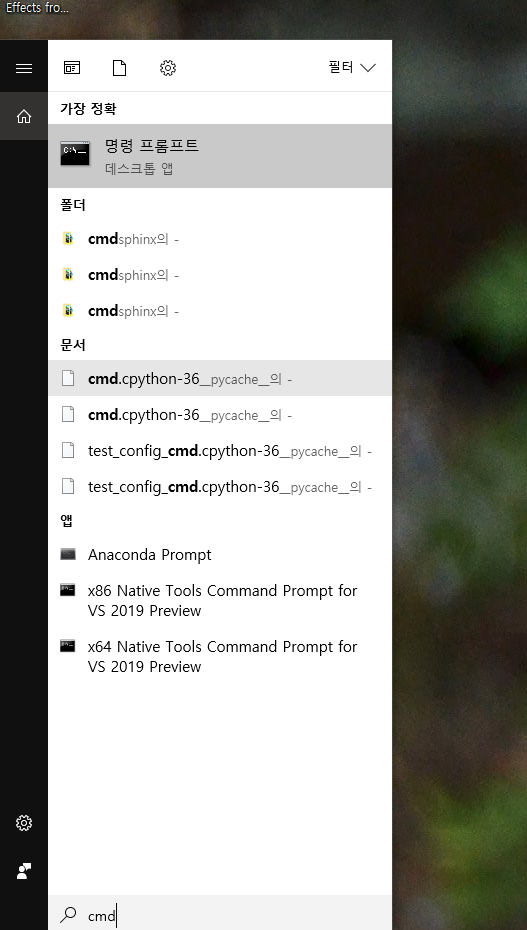 Effects fro...
필터
가장 정확
명령 프롬프트
데스크톱 앱
폴더
cmdsphinx의 -
cmdsphinx의 -
cmdsphinx의 -
문서
cmd.cpython-36__pycache__의 -
cmd.cpython-36__pycache__의 -
test_config_cmd.cpython-36__pycache__의 -
test_config_cmd.cpython-36__pycache__의 -
앱
Anaconda Prompt
x86 Native Tools Command Prompt for
VS 2019 Preview
x64 Native Tools Command Prompt for
VS 2019 Preview
cmd